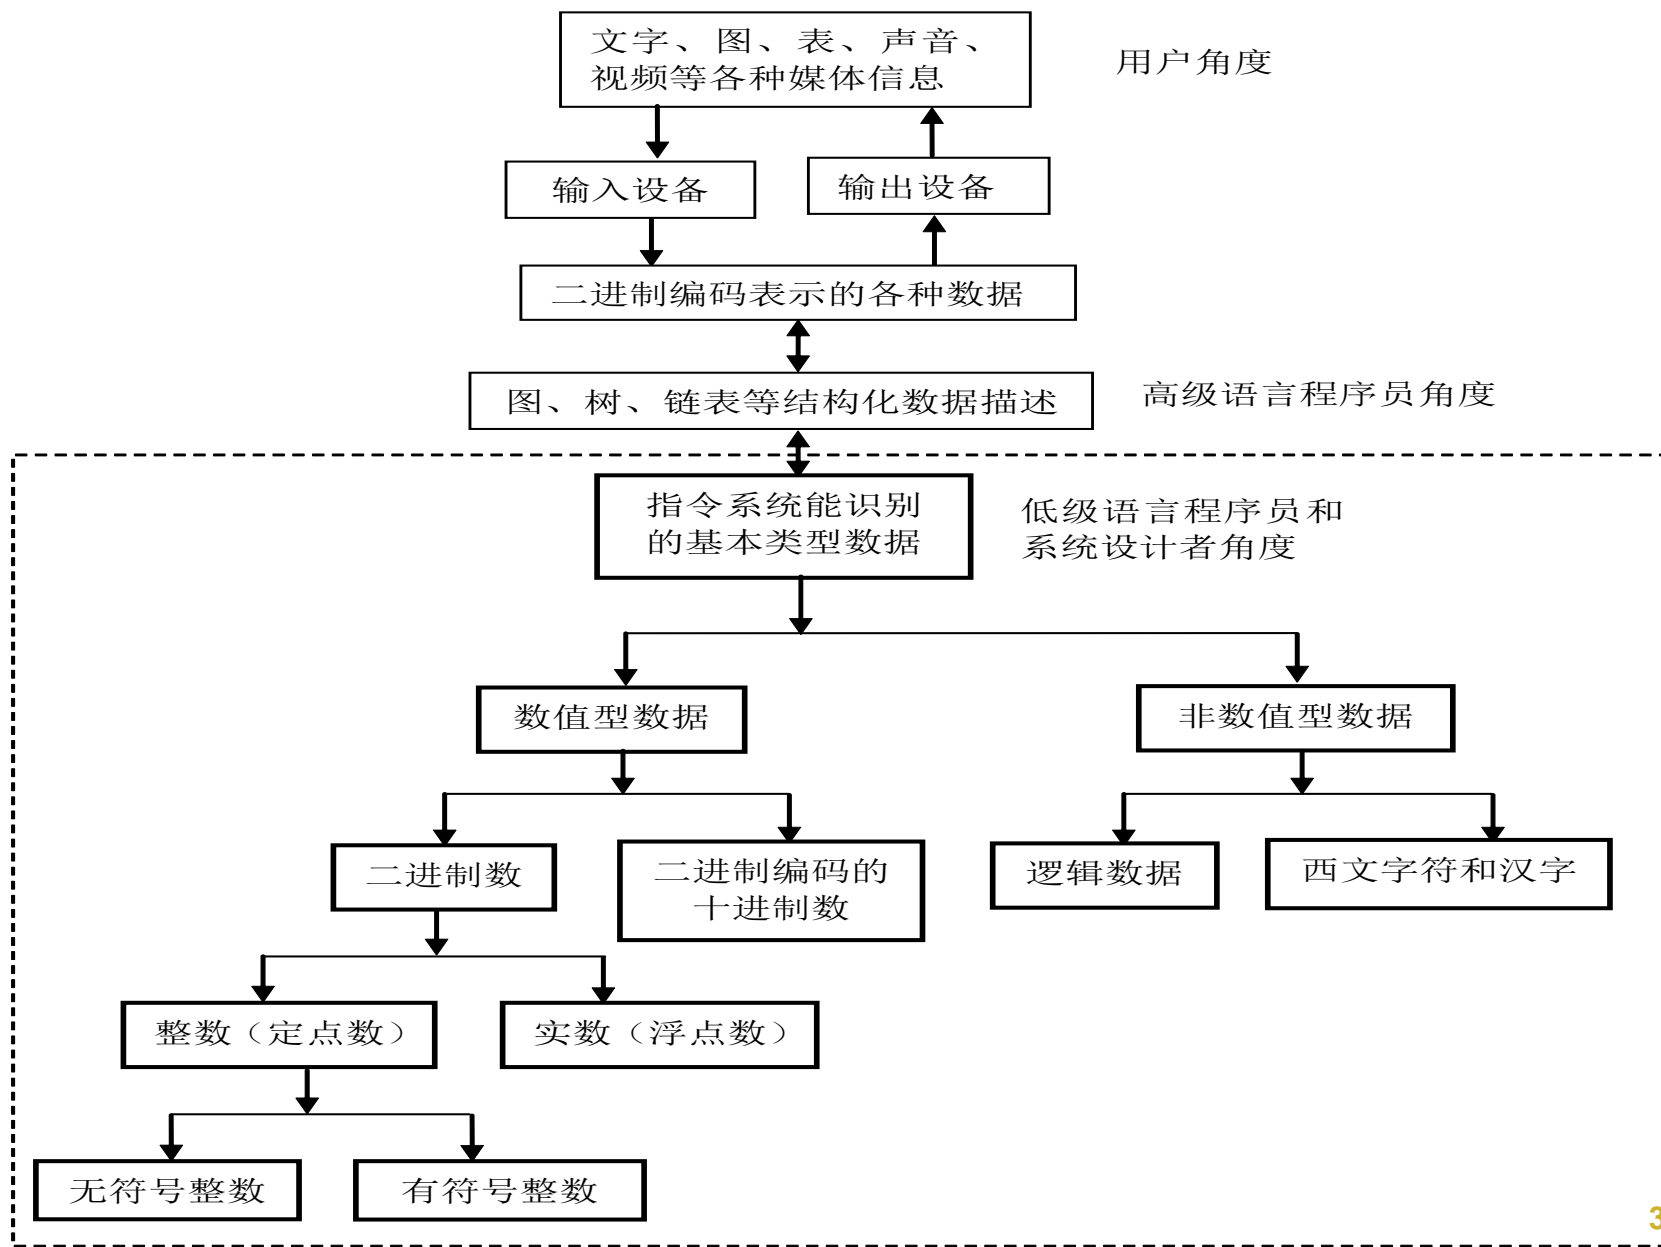 文字、图、表、声音、
视频等各种媒体信息
用户角度
输入设备
输出设备
二进制编码表示的各种数据
图、树、链表等结构化数据描述
高级语言程序员角度
指令系统能识别
的基本类型数据
低级语言程序员和
系统设计者角度
数值型数据
非数值型数据
二进制数
二进制编码的
十进制数
逻辑数据
西文字符和汉字
整数（定点数）
实数（浮点数）
无符号整数
有符号整数
3